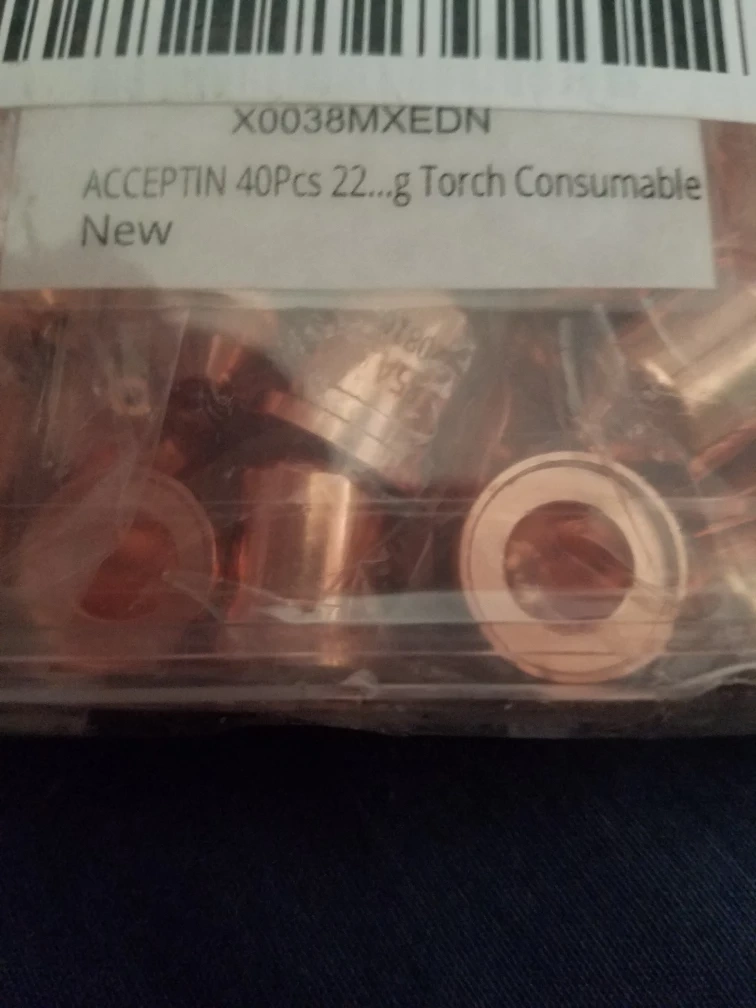 X0038MXEDN
ACCEPTIN 40Pcs 22...g Torch Consumable
New